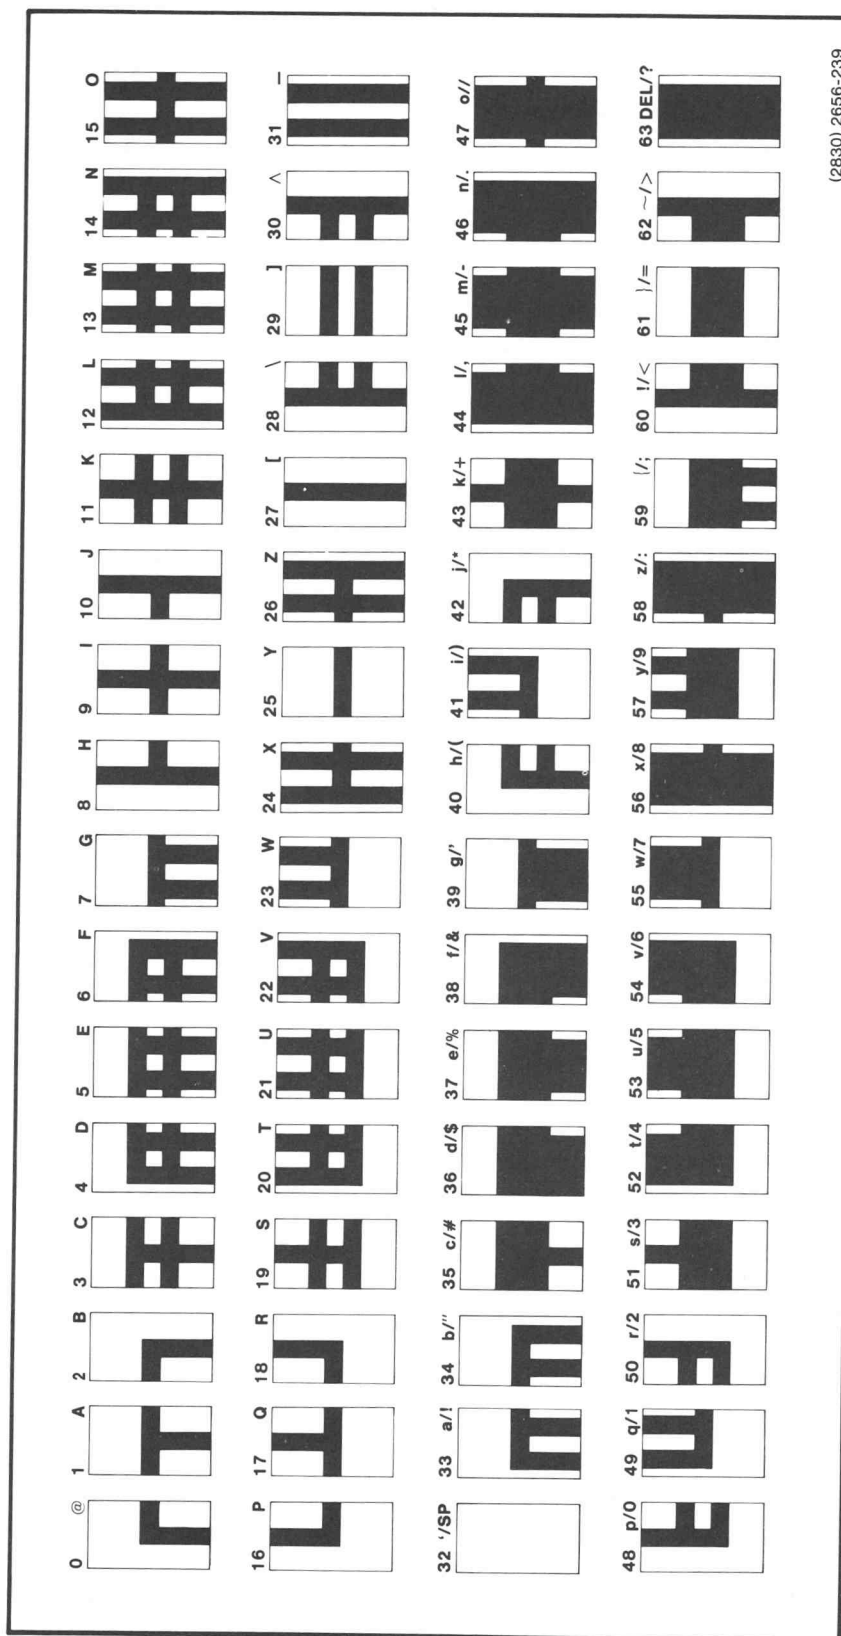 0 @ 1 A 2 B 3 C 4 D 5 E 6 F 7 G 8 H 9 I 10 J 11 K 12 L 13 M 14 N 15 O
16 P 17 Q 18 R 19 S 20 T 21 U 22 V 23 W 24 X 25 Y 26 Z 27 [ 28 \ 29 ] 30 ^ 31 —
32 ‘/SP 33 a/! 34 b/" 35 c/# 36 d/$ 37 e/% 38 f/& 39 g/' 40 h/( 41 i/) 42 j/* 43 k/+ 44 l/, 45 m/- 46 n/. 47 o//
48 p/0 49 q/1 50 r/2 51 s/3 52 t/4 53 u/5 54 v/6 55 w/7 56 x/8 57 y/9 58 z/: 59 {/; 60 !/< 61 }/= 62 ~/> 63 DEL/?
(2830) 2656-239